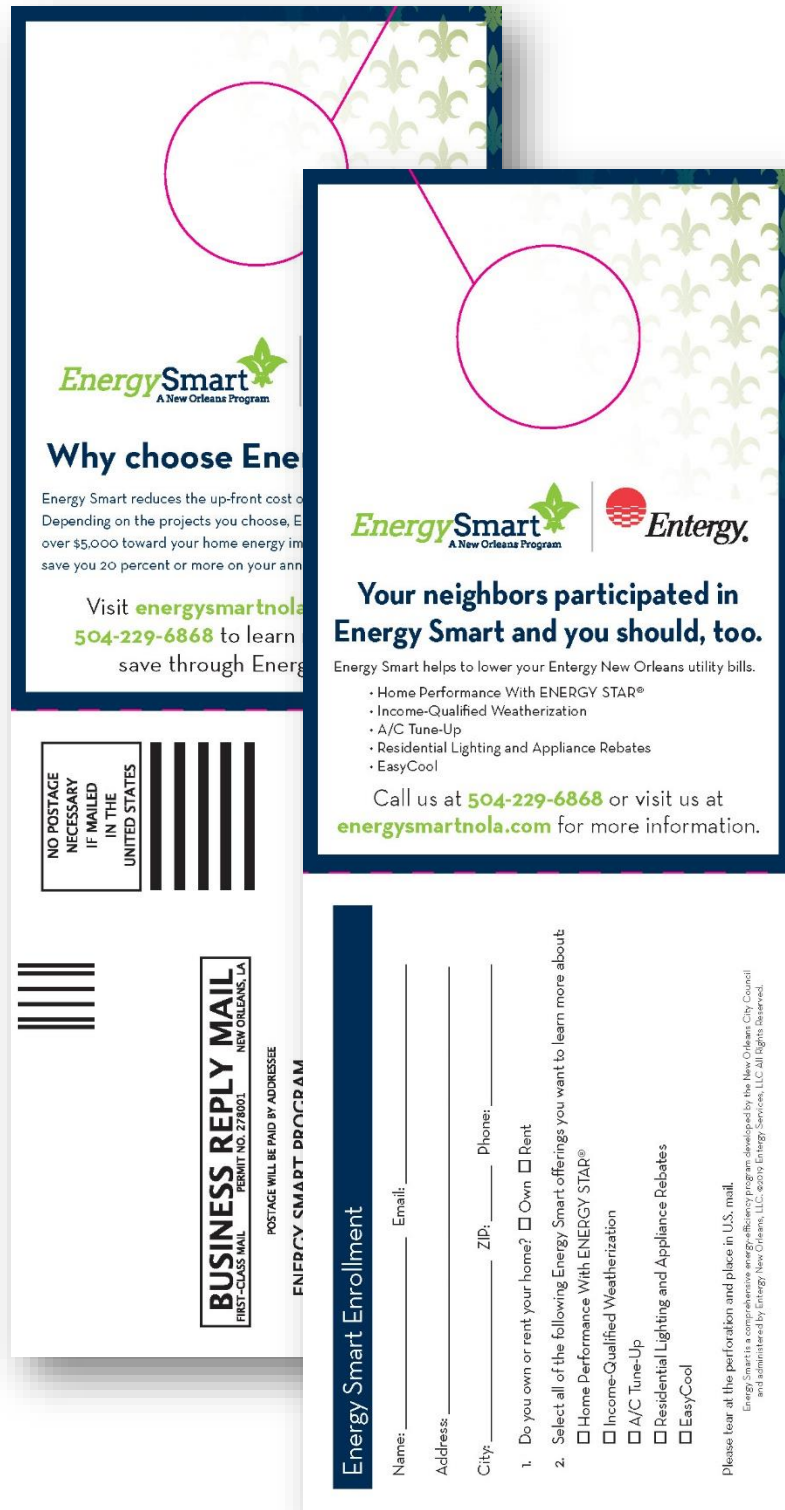 EnergySmart
A New Orleans Program
Why choose Ene
Energy Smart reduces the up-front cost o
Depending on the projects you choose, E
over $5,000 toward your home energy im
save you 20 percent or more on your ann
Visit energysmartnola
504-229-6868 to learn
save through Energ
NO POSTAGE
NECESSARY
IF MAILED
IN THE
UNITED STATES
BUSINESS REPLY MAIL
FIRST-CLASS MAIL PERMIT NO. 278001 NEW ORLEANS, LA
POSTAGE WILL BE PAID BY ADDRESSEE
ENERGY SMART PROGRAM
EnergySmart
A New Orleans Program
Entergy.
Your neighbors participated in
Energy Smart and you should, too.
Energy Smart helps to lower your Entergy New Orleans utility bills.
• Home Performance With ENERGY STAR®
• Income-Qualified Weatherization
• A/C Tune-Up
• Residential Lighting and Appliance Rebates
• EasyCool
Call us at 504-229-6868 or visit us at
energysmartnola.com for more information.
Energy Smart Enrollment
Name: Email:
Address:
City: ZIP: Phone:
1. Do you own or rent your home? ☐ Own ☐ Rent
2. Select all of the following Energy Smart offerings you want to learn more about:
☐ Home Performance With ENERGY STAR®
☐ Income-Qualified Weatherization
☐ A/C Tune-Up
☐ Residential Lighting and Appliance Rebates
☐ EasyCool
Please tear at the perforation and place in U.S. mail.
Energy Smart is a comprehensive energy-efficiency program developed by the New Orleans City Council
and administered by Entergy New Orleans, LLC. ©2019 Entergy Services, LLC All Rights Reserved.